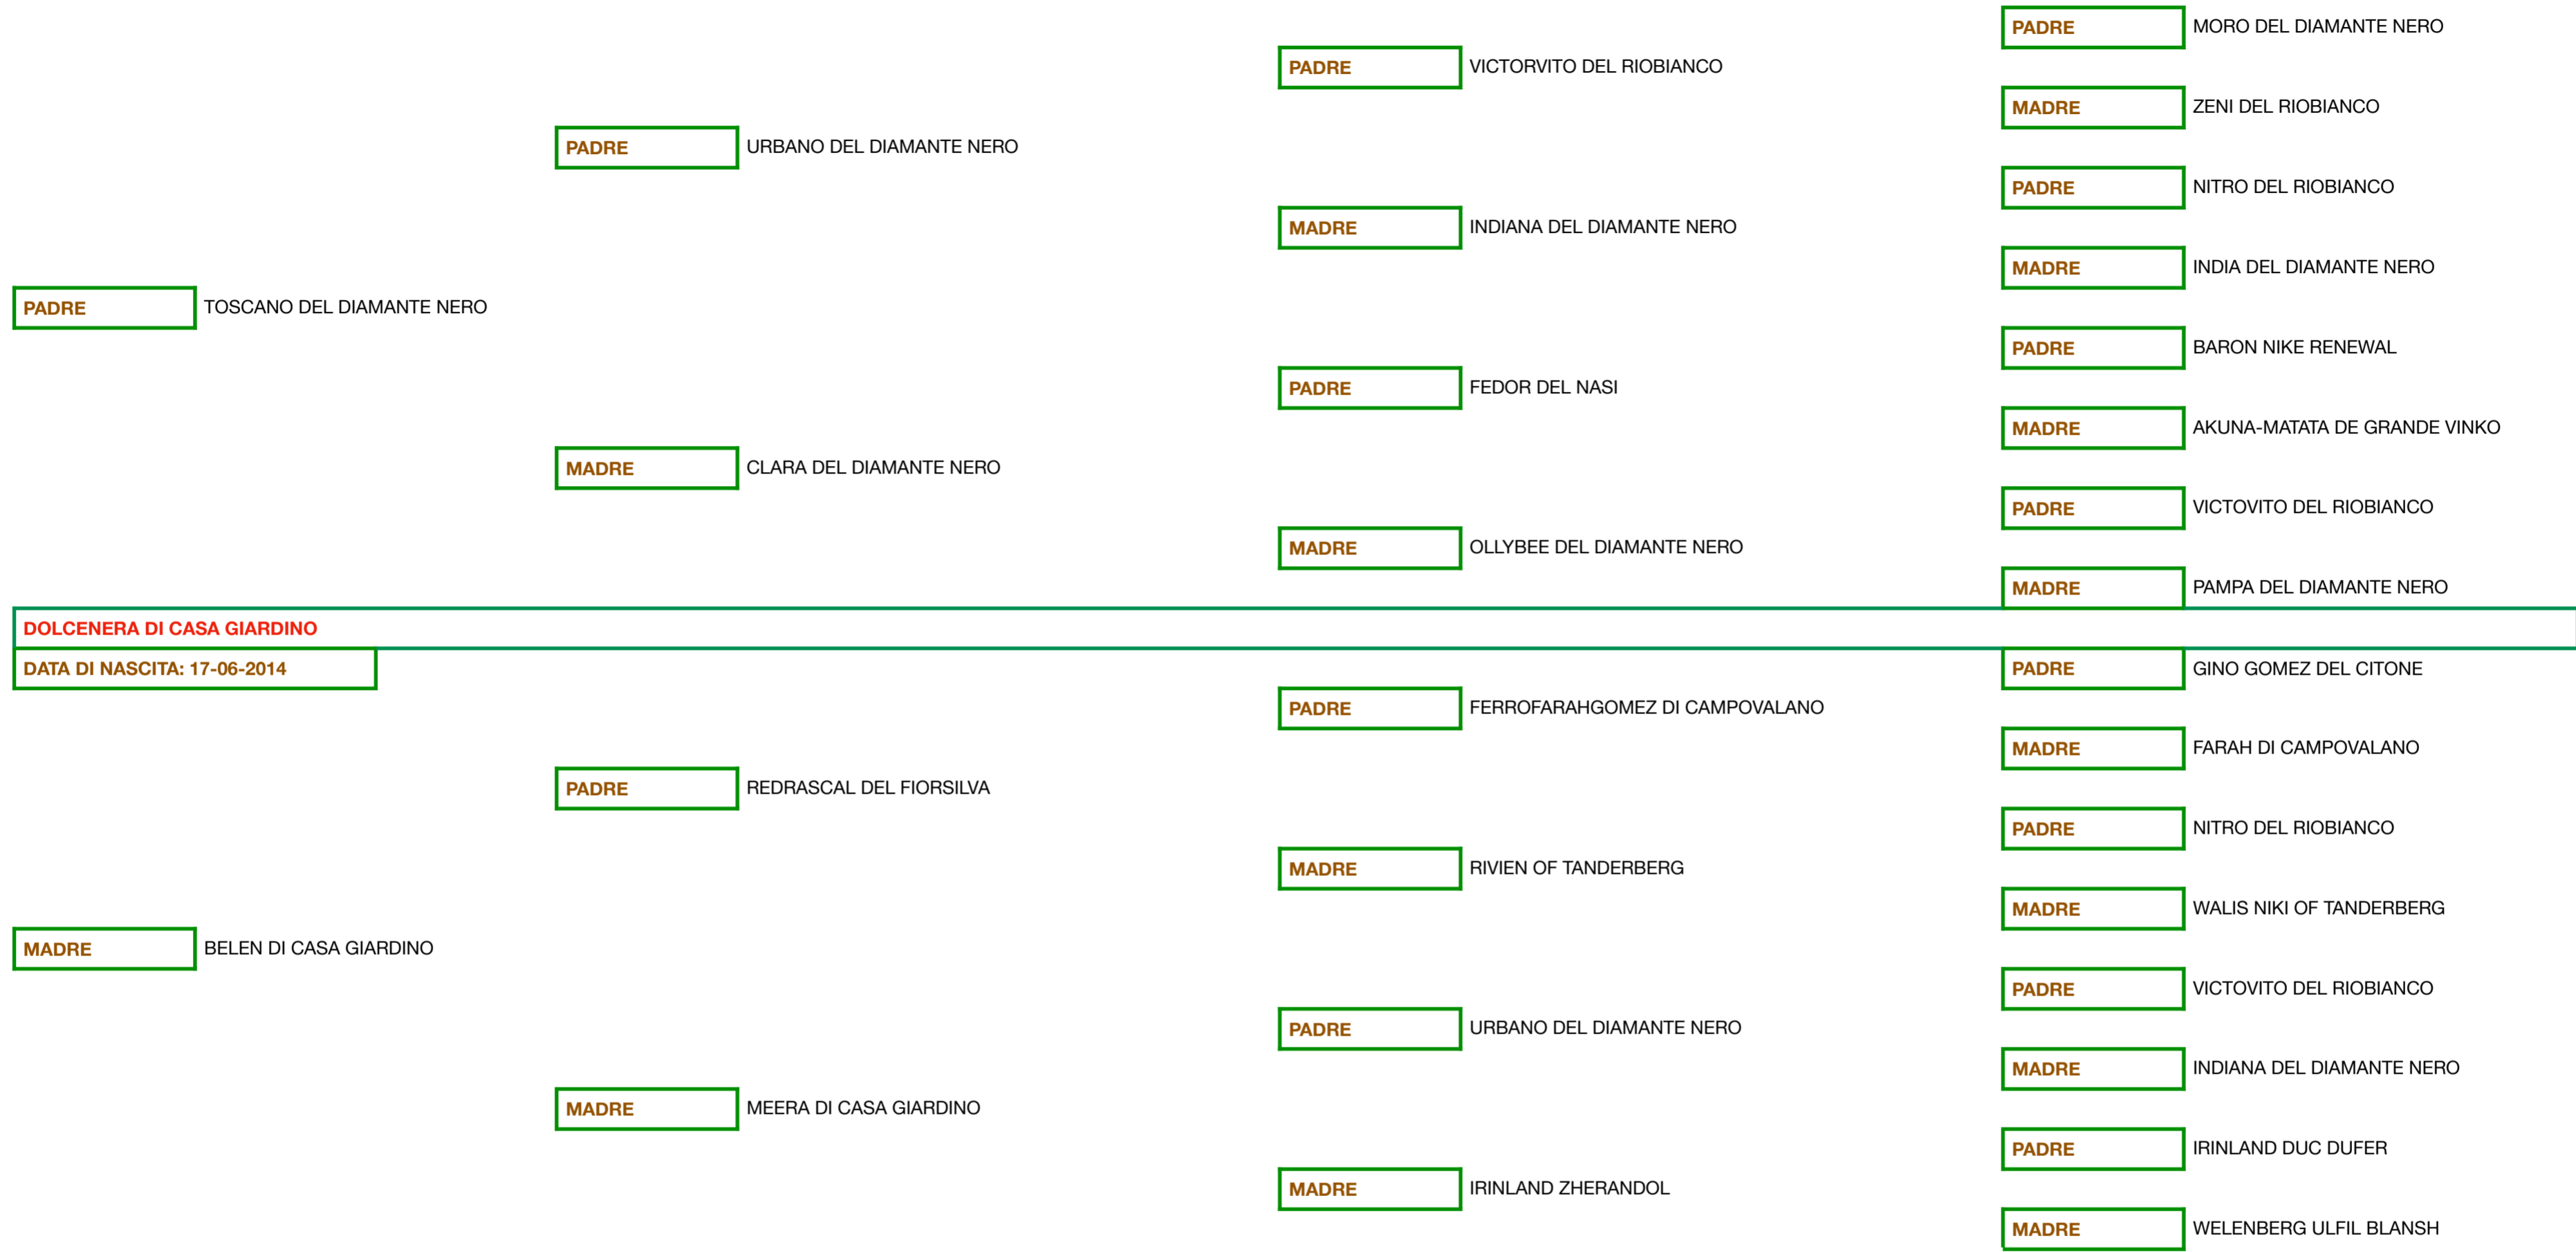 PADRE MORO DEL DIAMANTE NERO
PADRE VICTORVITO DEL RIOBIANCO
MADRE ZENI DEL RIOBIANCO
PADRE URBANO DEL DIAMANTE NERO
PADRE NITRO DEL RIOBIANCO
MADRE INDIANA DEL DIAMANTE NERO
MADRE INDIA DEL DIAMANTE NERO
PADRE TOSCANO DEL DIAMANTE NERO
PADRE BARON NIKE RENEWAL
PADRE FEDOR DEL NASI
MADRE AKUNA-MATATA DE GRANDE VINKO
MADRE CLARA DEL DIAMANTE NERO
PADRE VICTOVITO DEL RIOBIANCO
MADRE OLLYBEE DEL DIAMANTE NERO
MADRE PAMPA DEL DIAMANTE NERO
DOLCENERA DI CASA GIARDINO
DATA DI NASCITA: 17-06-2014
PADRE GINO GOMEZ DEL CITONE
PADRE FERROFARAHGOMEZ DI CAMPOVALANO
MADRE FARAH DI CAMPOVALANO
PADRE REDRASCAL DEL FIORSILVA
PADRE NITRO DEL RIOBIANCO
MADRE RIVIEN OF TANDERBERG
MADRE WALIS NIKI OF TANDERBERG
MADRE BELEN DI CASA GIARDINO
PADRE VICTOVITO DEL RIOBIANCO
PADRE URBANO DEL DIAMANTE NERO
MADRE INDIANA DEL DIAMANTE NERO
MADRE MEERA DI CASA GIARDINO
PADRE IRINLAND DUC DUFER
MADRE IRINLAND ZHERANDOL
MADRE WELENBERG ULFIL BLANSH